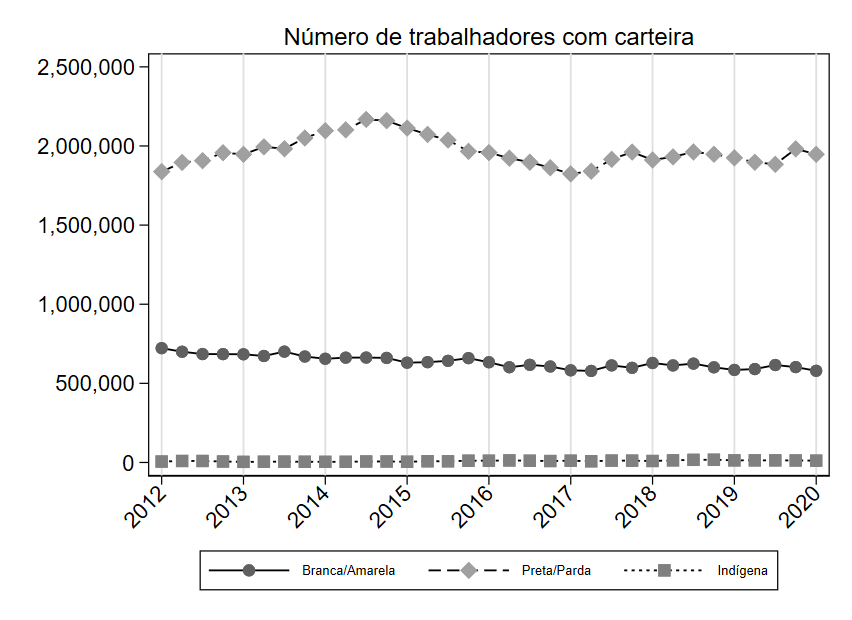 Número de trabalhadores com carteira
2,500,000
2,000,000
1,500,000
1,000,000
500,000
0
2012 2013 2014 2015 2016 2017 2018 2019 2020
Branca/Amarela Preta/Parda Indígena